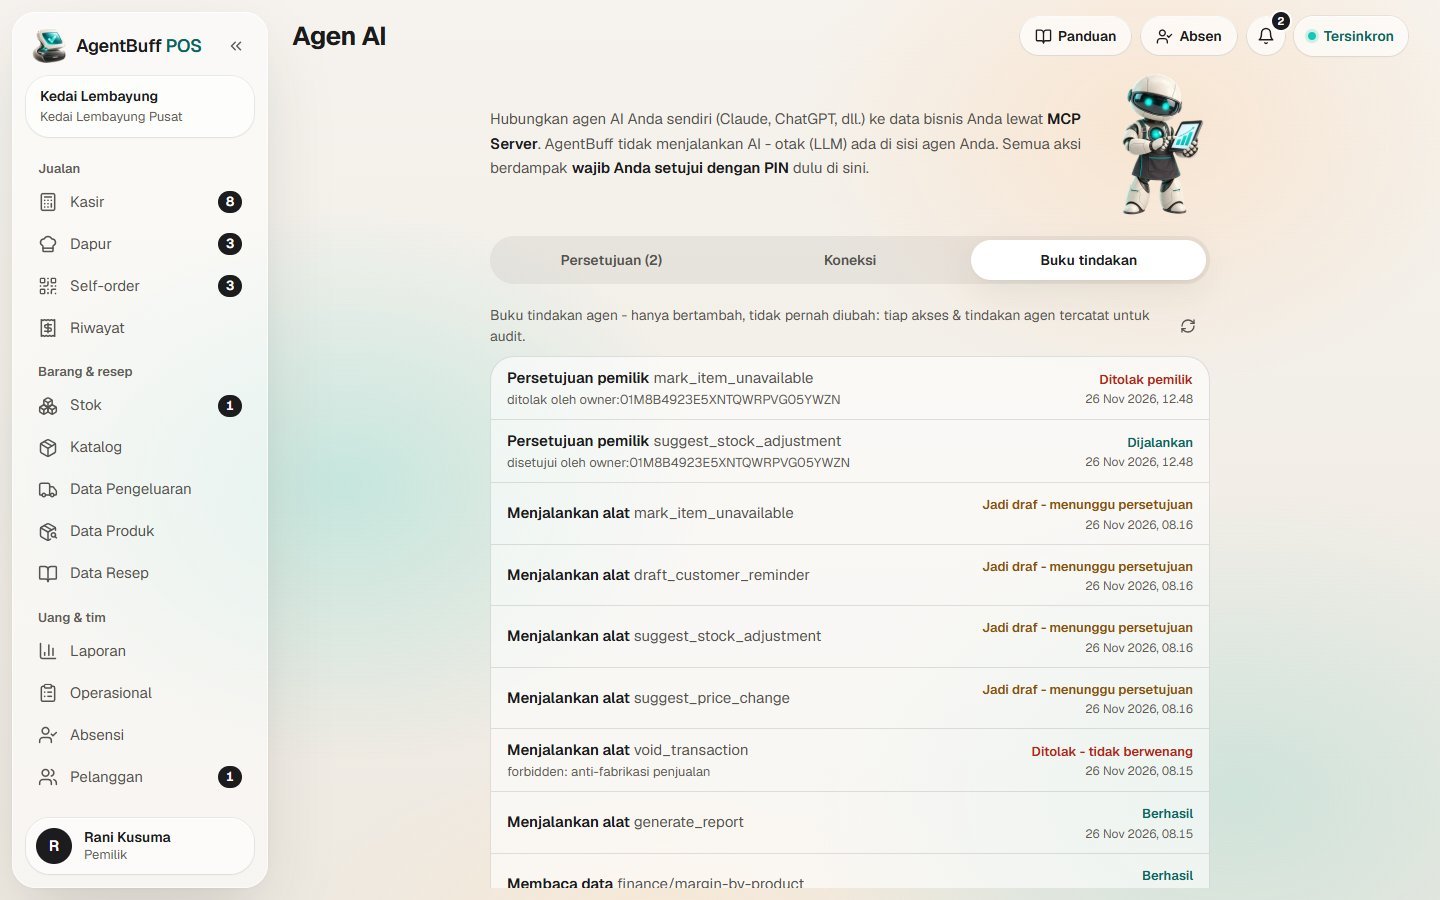 AgentBuff POS
Kedai Lembayung
Kedai Lembayung Pusat
Jualan
Kasir 8
Dapur 3
Self-order 3
Riwayat
Barang & resep
Stok 1
Katalog
Data Pengeluaran
Data Produk
Data Resep
Uang & tim
Laporan
Operasional
Absensi
Pelanggan 1
R
Rani Kusuma
Pemilik
Agen AI
Panduan
Absen
2
Tersinkron
Hubungkan agen AI Anda sendiri (Claude, ChatGPT, dll.) ke data bisnis Anda lewat MCP
Server. AgentBuff tidak menjalankan AI - otak (LLM) ada di sisi agen Anda. Semua aksi
berdampak wajib Anda setujui dengan PIN dulu di sini.
Persetujuan (2)
Koneksi
Buku tindakan
Buku tindakan agen - hanya bertambah, tidak pernah diubah: tiap akses & tindakan agen tercatat untuk
audit.
Persetujuan pemilik mark_item_unavailable
ditolak oleh owner:01M8B4923E5XNTQWRPVG05YWZN
Ditolak pemilik
26 Nov 2026, 12.48
Persetujuan pemilik suggest_stock_adjustment
disetujui oleh owner:01M8B4923E5XNTQWRPVG05YWZN
Dijalankan
26 Nov 2026, 12.48
Menjalankan alat mark_item_unavailable
Jadi draf - menunggu persetujuan
26 Nov 2026, 08.16
Menjalankan alat draft_customer_reminder
Jadi draf - menunggu persetujuan
26 Nov 2026, 08.16
Menjalankan alat suggest_stock_adjustment
Jadi draf - menunggu persetujuan
26 Nov 2026, 08.16
Menjalankan alat suggest_price_change
Jadi draf - menunggu persetujuan
26 Nov 2026, 08.16
Menjalankan alat void_transaction
forbidden: anti-fabrikasi penjualan
Ditolak - tidak berwenang
26 Nov 2026, 08.15
Menjalankan alat generate_report
Berhasil
26 Nov 2026, 08.15
Membaca data finance/margin-by-product
Berhasil